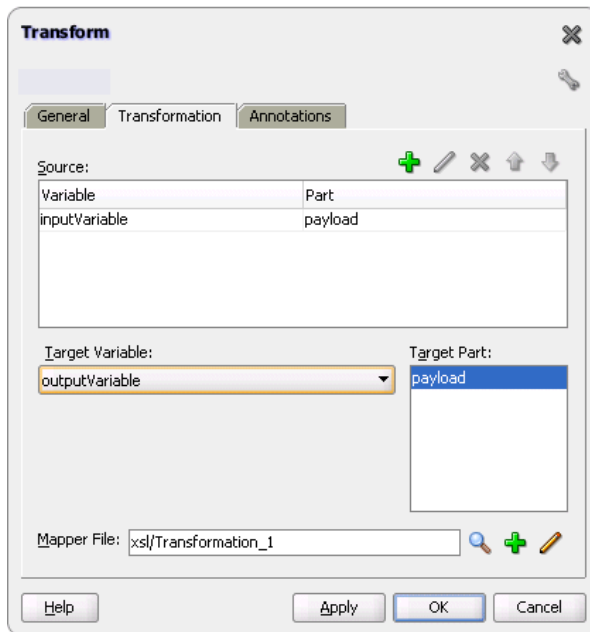 Transform
General Transformation Annotations
Source:
Variable Part
inputVariable payload
Target Variable: Target Part:
outputVariable payload
Mapper File: xsl/Transformation_1
Help Apply OK Cancel